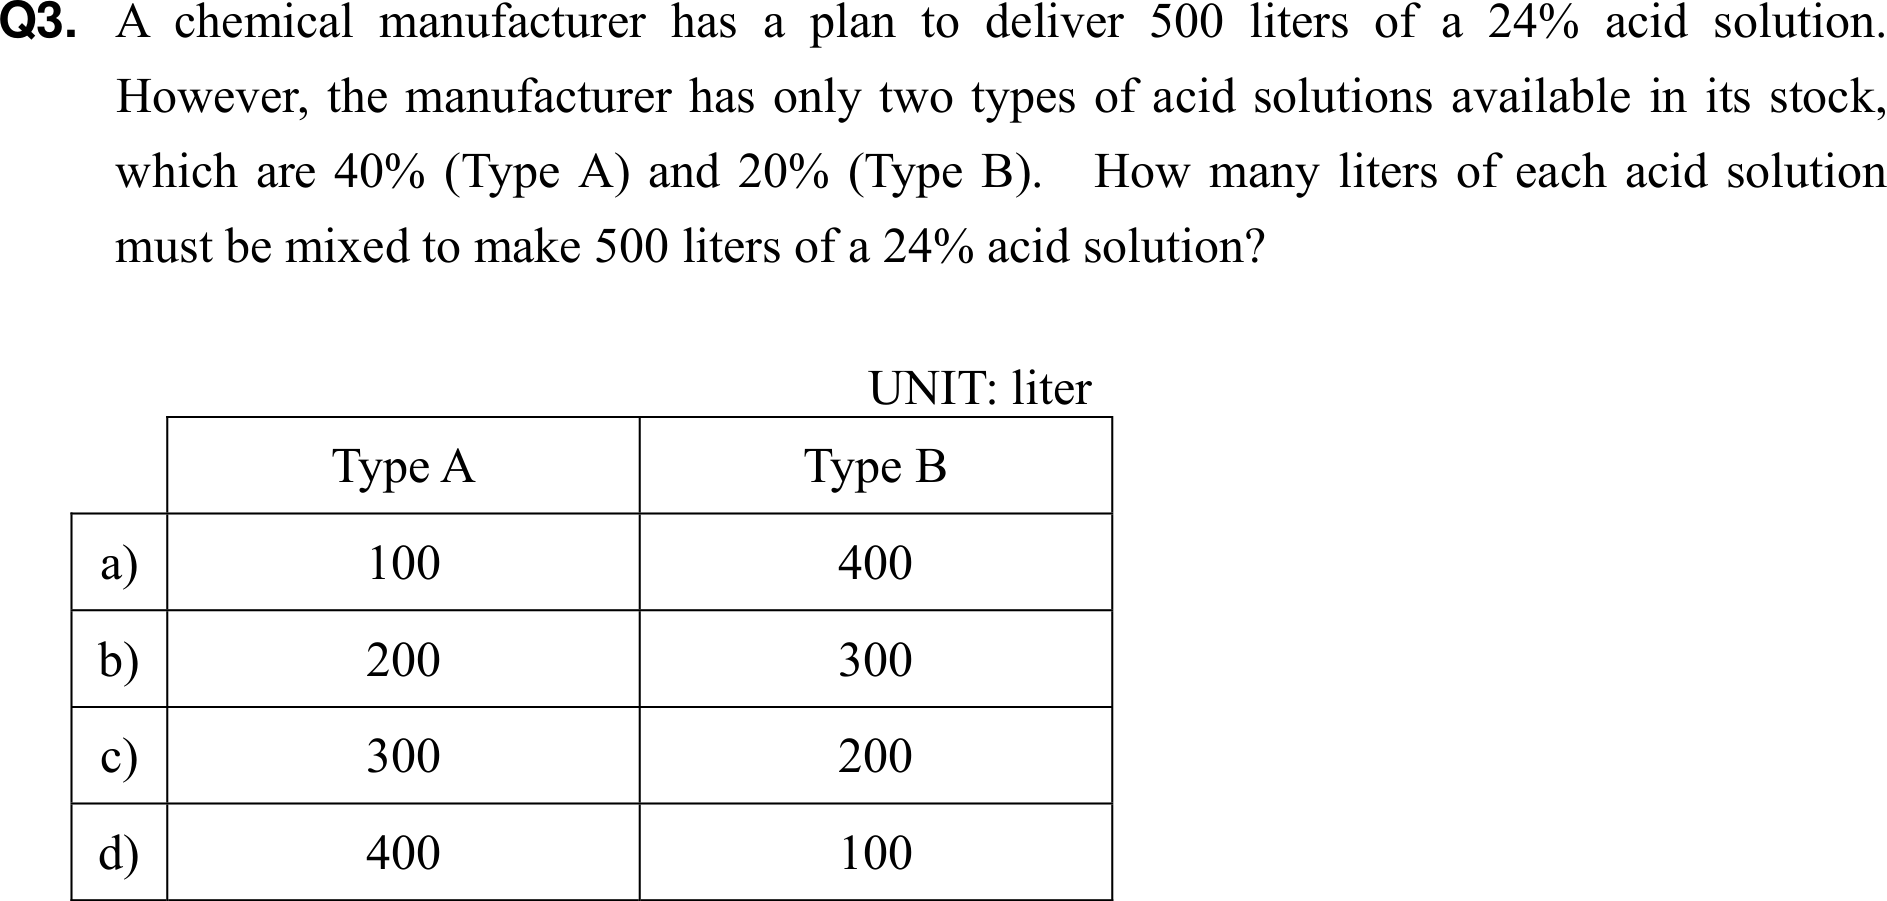 Q3. A chemical manufacturer has a plan to deliver 500 liters of a 24% acid solution.
However, the manufacturer has only two types of acid solutions available in its stock,
which are 40% (Type A) and 20% (Type B). How many liters of each acid solution
must be mixed to make 500 liters of a 24% acid solution?
UNIT: liter
Type A Type B
a) 100 400
b) 200 300
c) 300 200
d) 400 100